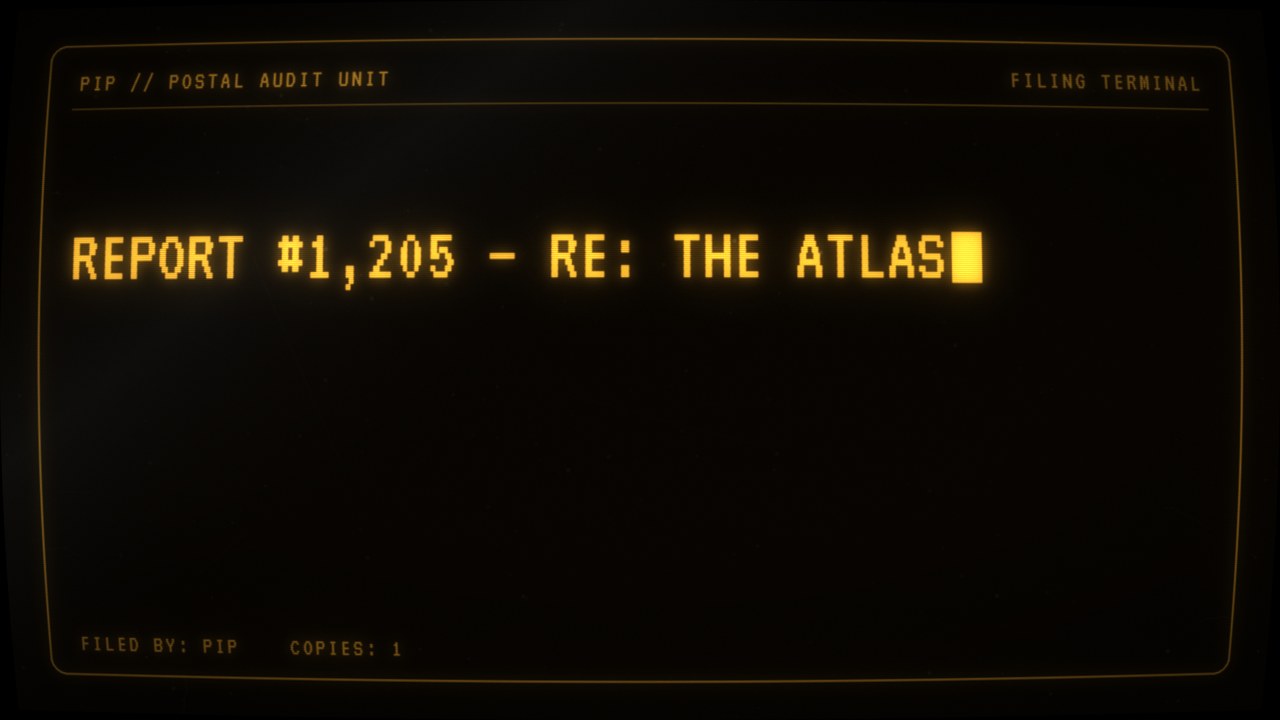 PIP // POSTAL AUDIT UNIT
FILING TERMINAL
REPORT #1,205 - RE: THE ATLAS
FILED BY: PIP COPIES: 1